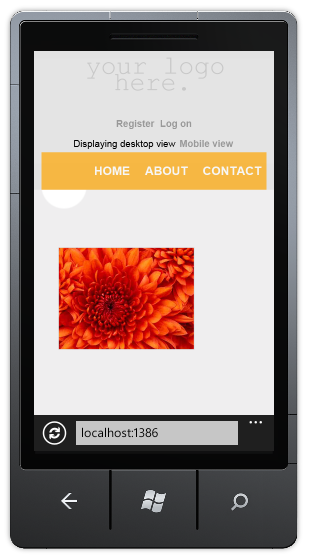 your logo
here.
Register Log on
Displaying desktop view Mobile view
HOME ABOUT CONTACT
localhost:1386